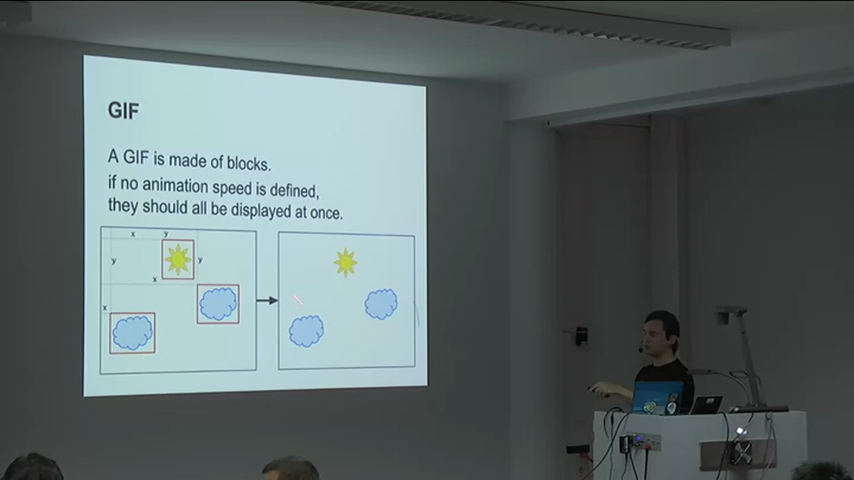 GIF
A GIF is made of blocks.
if no animation speed is defined,
they should all be displayed at once.
x y
y y
x
x